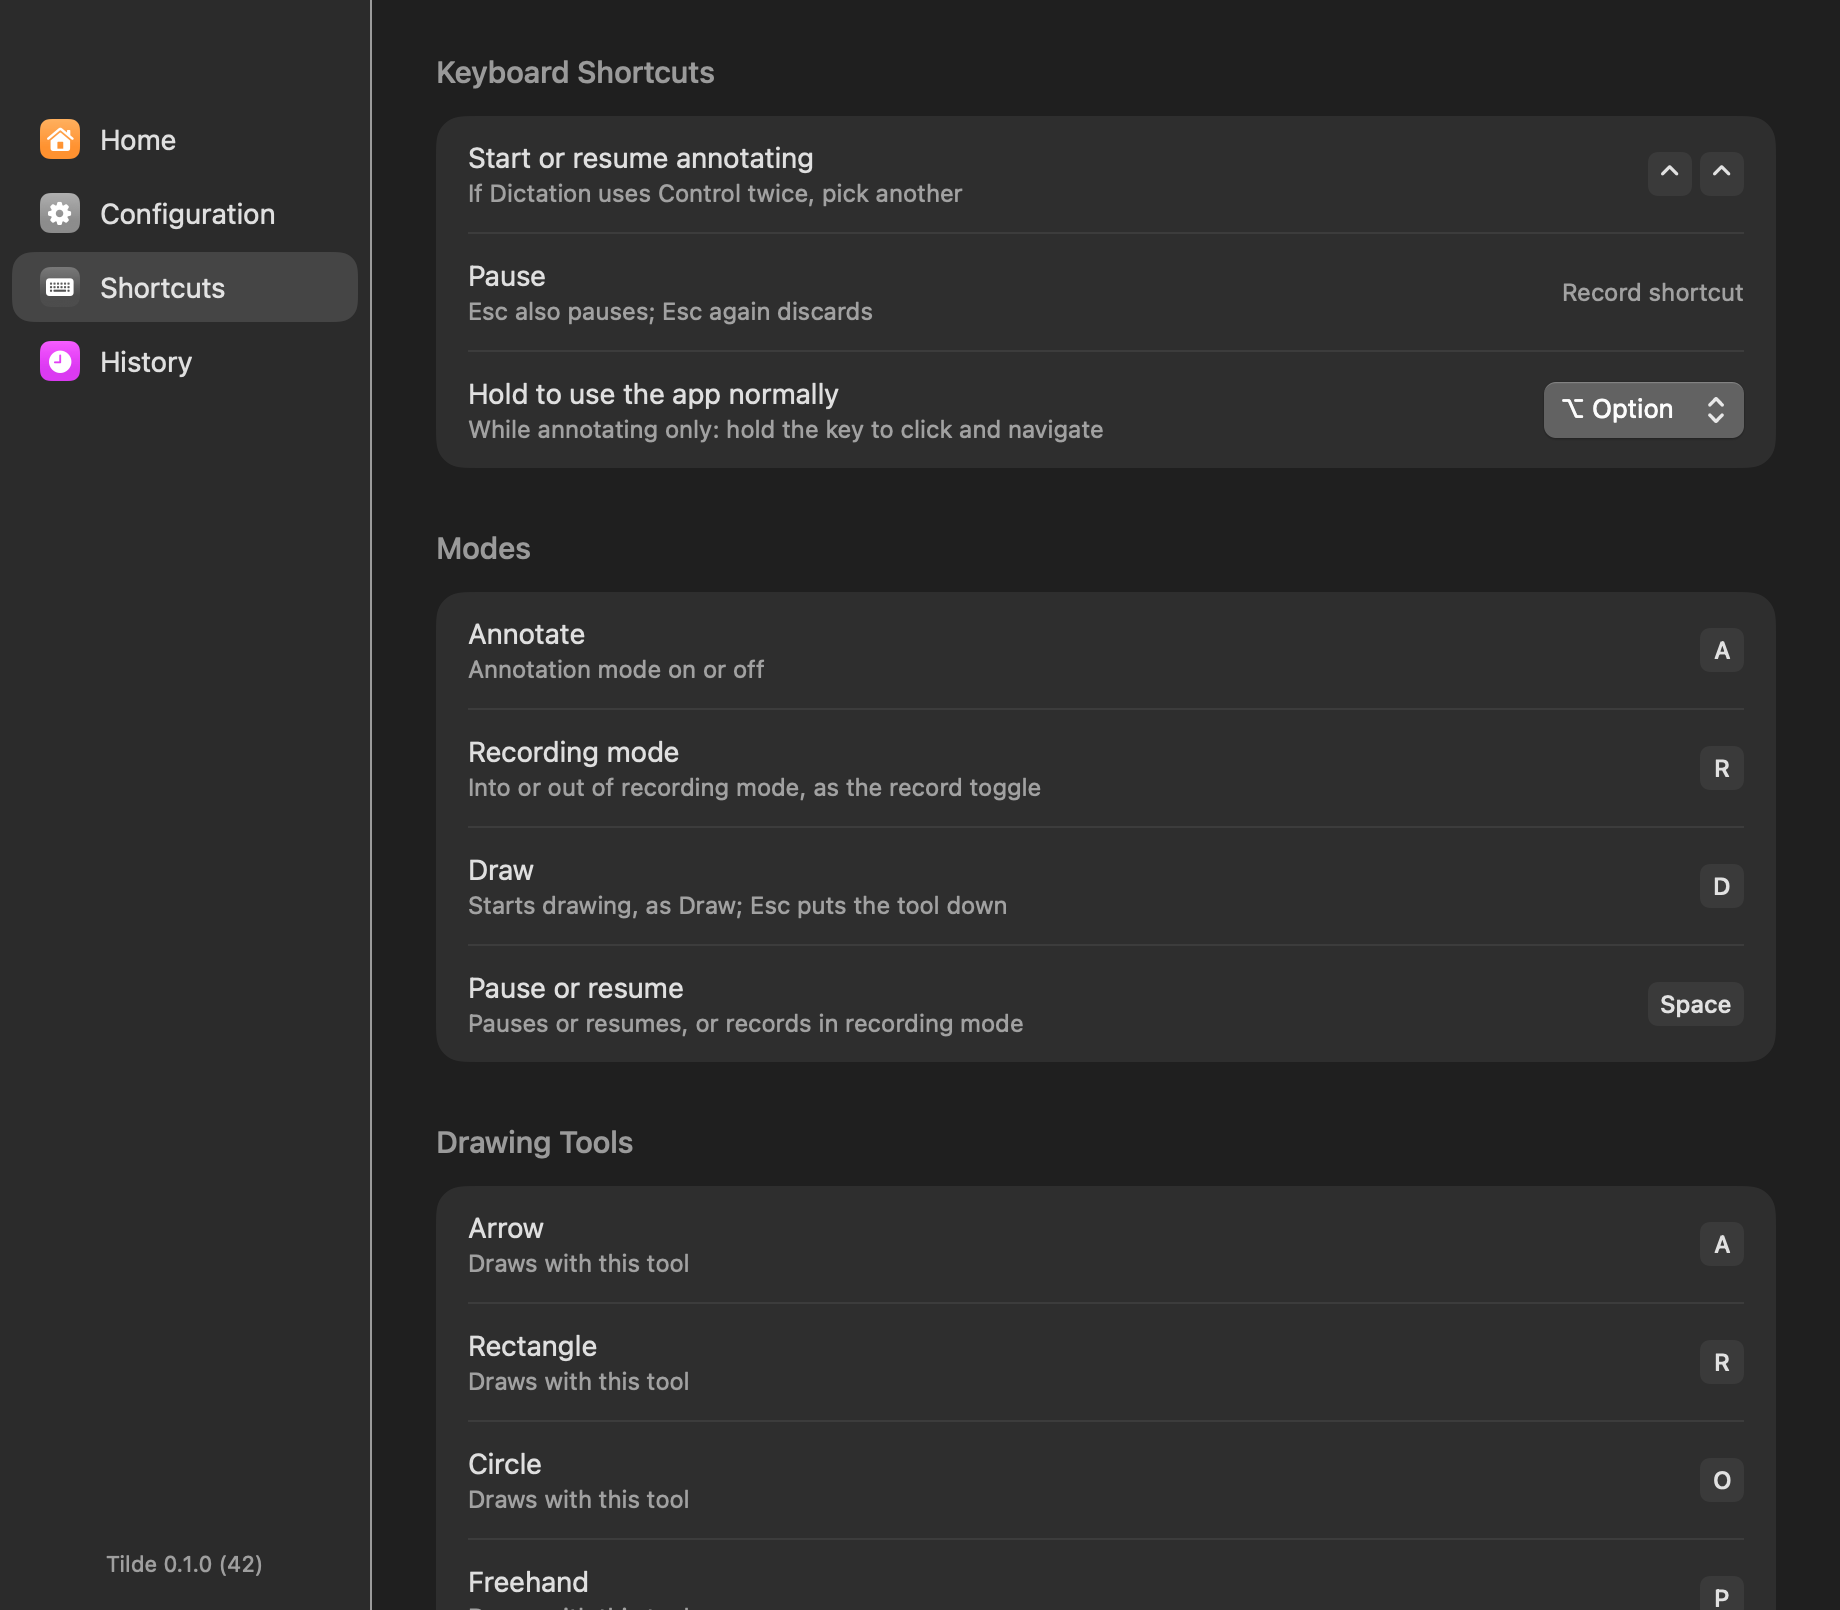 Home
Configuration
Shortcuts
History
Tilde 0.1.0 (42)
Keyboard Shortcuts
Start or resume annotating
If Dictation uses Control twice, pick another
^ ^
Pause
Esc also pauses; Esc again discards
Record shortcut
Hold to use the app normally
While annotating only: hold the key to click and navigate
⌥ Option
Modes
Annotate
Annotation mode on or off
A
Recording mode
Into or out of recording mode, as the record toggle
R
Draw
Starts drawing, as Draw; Esc puts the tool down
D
Pause or resume
Pauses or resumes, or records in recording mode
Space
Drawing Tools
Arrow
Draws with this tool
A
Rectangle
Draws with this tool
R
Circle
Draws with this tool
O
Freehand
P